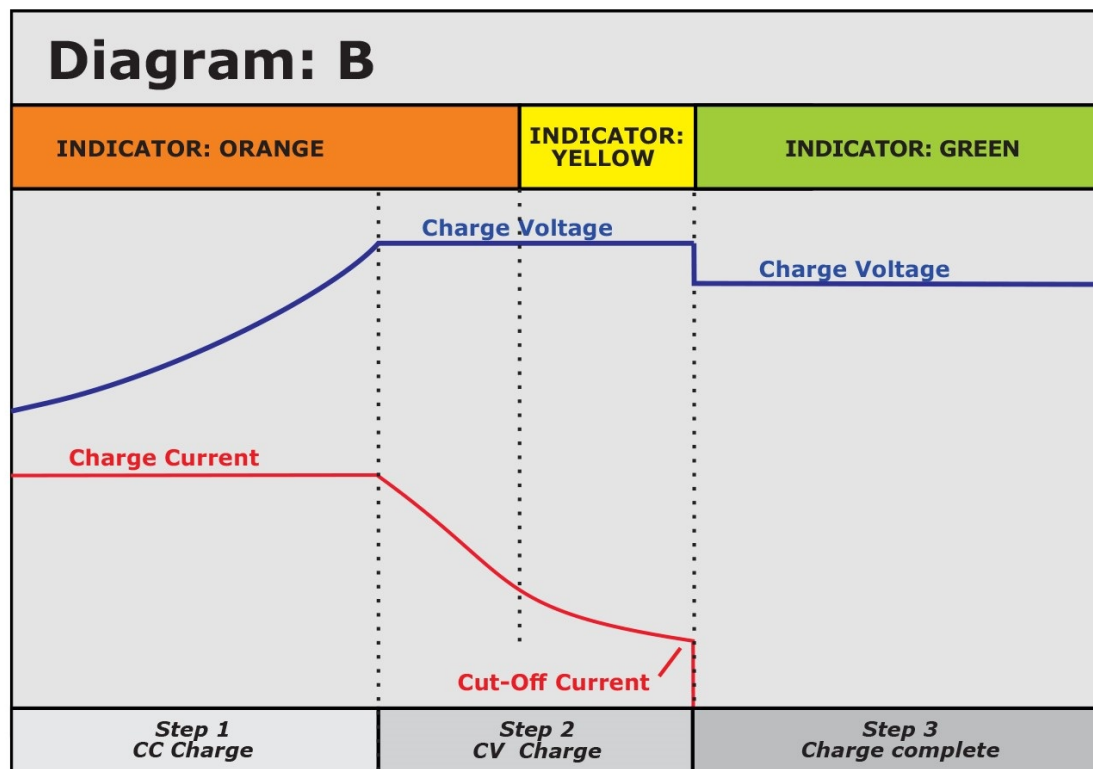 Diagram: B
INDICATOR: ORANGE
INDICATOR:
YELLOW
INDICATOR: GREEN
Charge Voltage
Charge Voltage
Charge Current
Cut-Off Current
Step 1
CC Charge
Step 2
CV Charge
Step 3
Charge complete